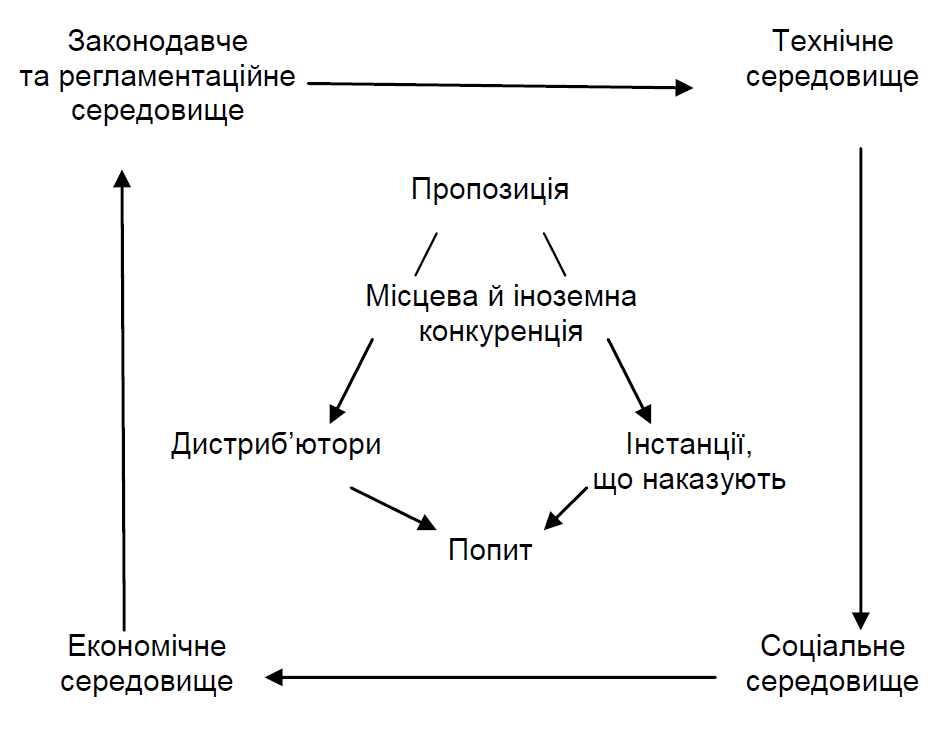 Законодавче
та регламентаційне
середовище
Технічне
середовище
Пропозиція
Місцева й іноземна
конкуренція
Дистриб’ютори
Інстанції,
що наказують
Попит
Економічне
середовище
Соціальне
середовище